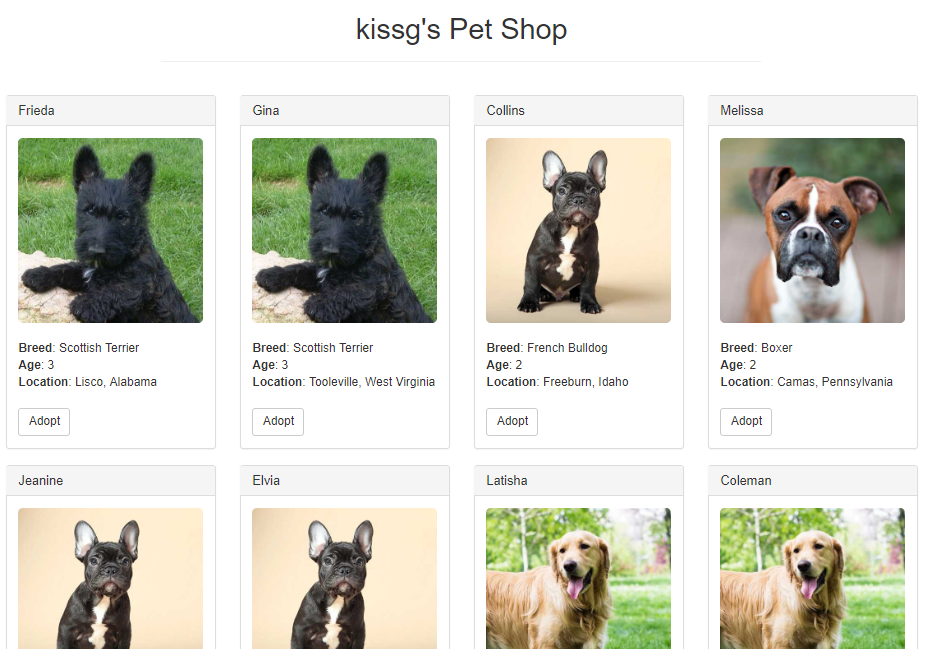 kissg's Pet Shop
Frieda
Gina
Collins
Melissa
Breed: Scottish Terrier
Age: 3
Location: Lisco, Alabama
Adopt
Breed: Scottish Terrier
Age: 3
Location: Tooleville, West Virginia
Adopt
Breed: French Bulldog
Age: 2
Location: Freeburn, Idaho
Adopt
Breed: Boxer
Age: 2
Location: Camas, Pennsylvania
Adopt
Jeanine
Elvia
Latisha
Coleman